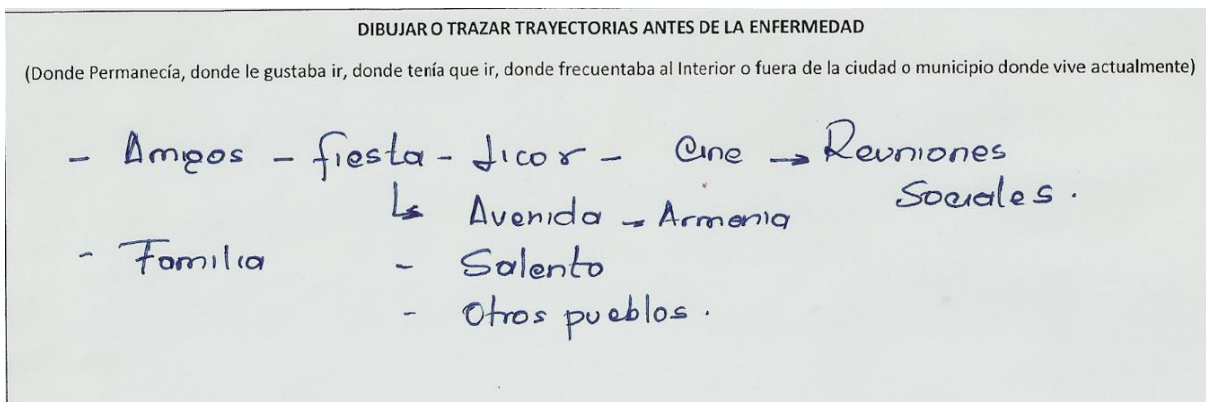 DIBUJAR O TRAZAR TRAYECTORIAS ANTES DE LA ENFERMEDAD
(Donde Permanecía, donde le gustaba ir, donde tenía que ir, donde frecuentaba al Interior o fuera de la ciudad o municipio donde vive actualmente)
- Amigos - fiesta - licor - Cine → Reuniones
Sociales.
↳ Avenida → Armenia
- Familia - Salento
- Otros pueblos.